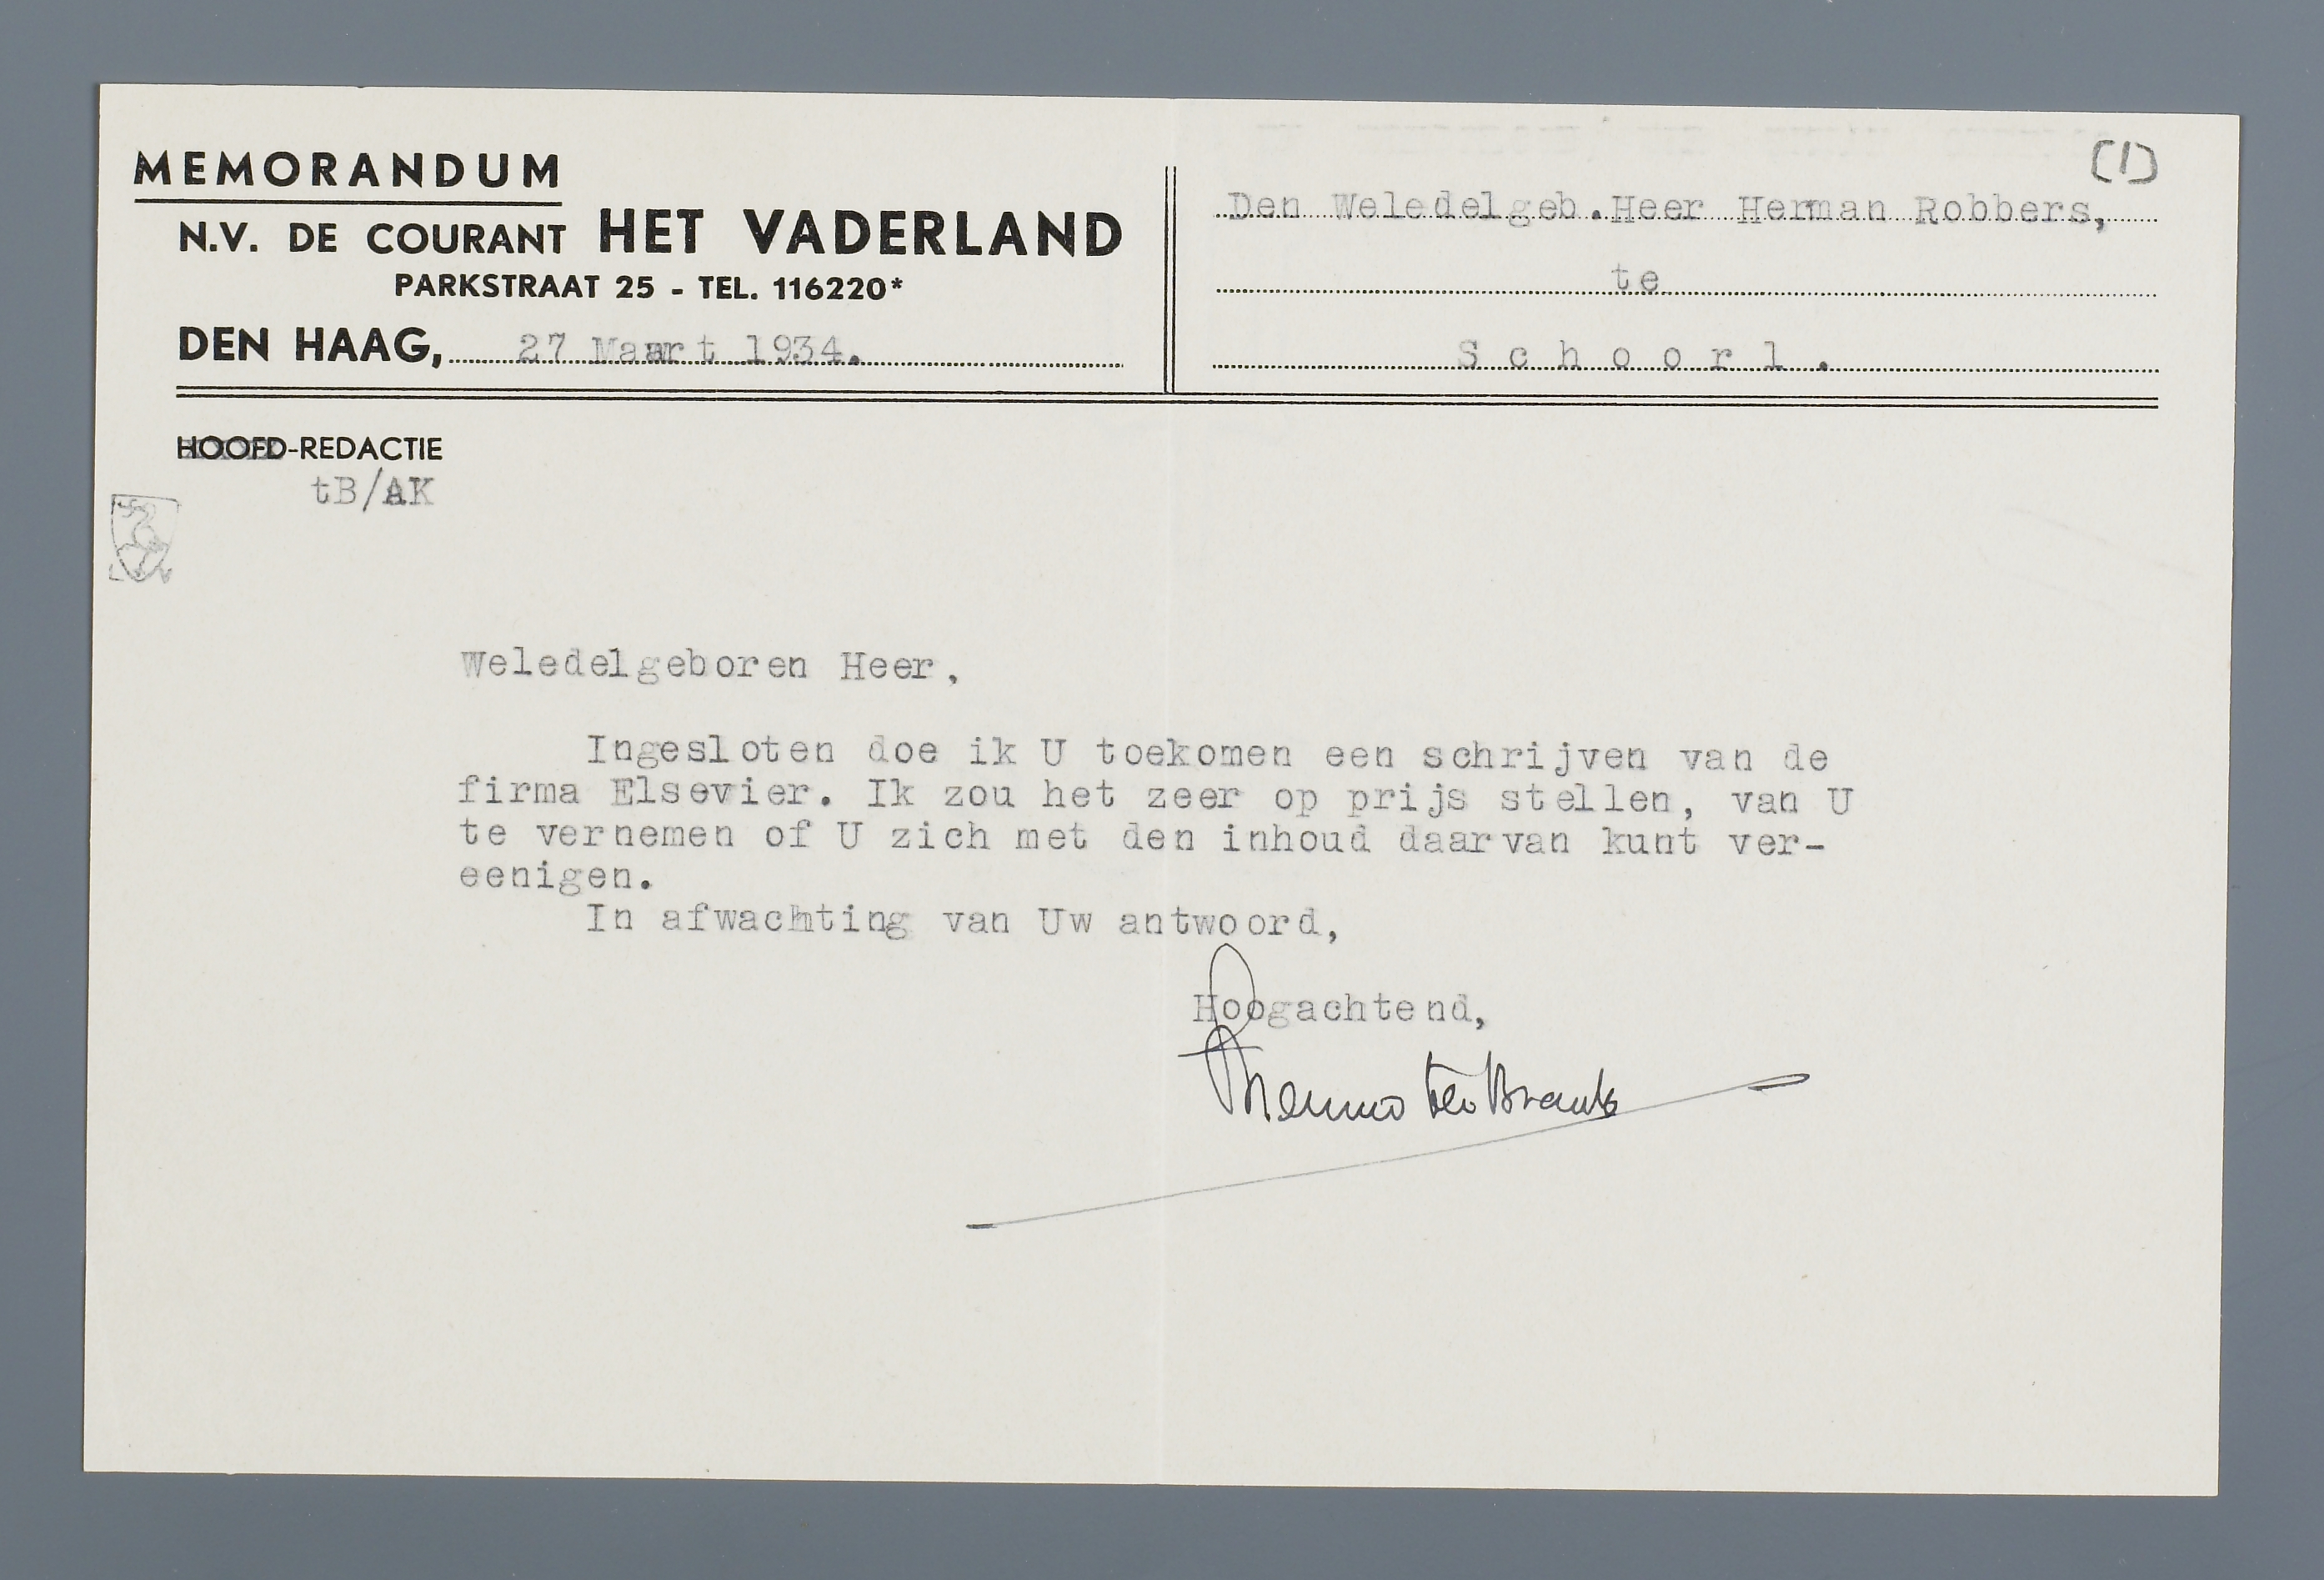 (1)
MEMORANDUM
N.V. DE COURANT HET VADERLAND
PARKSTRAAT 25 - TEL. 116220*
DEN HAAG, 27 Maart 1934.
Den Weledelgeb.Heer Herman Robbers,
te
Schoorl.
HOOFD-REDACTIE
tB/AK
Weledelgeboren Heer,
Ingesloten doe ik U toekomen een schrijven van de
firma Elsevier. Ik zou het zeer op prijs stellen, van U
te vernemen of U zich met den inhoud daarvan kunt ver-
eenigen.
In afwachting van Uw antwoord,
Hoogachtend,
Menno ter Braak